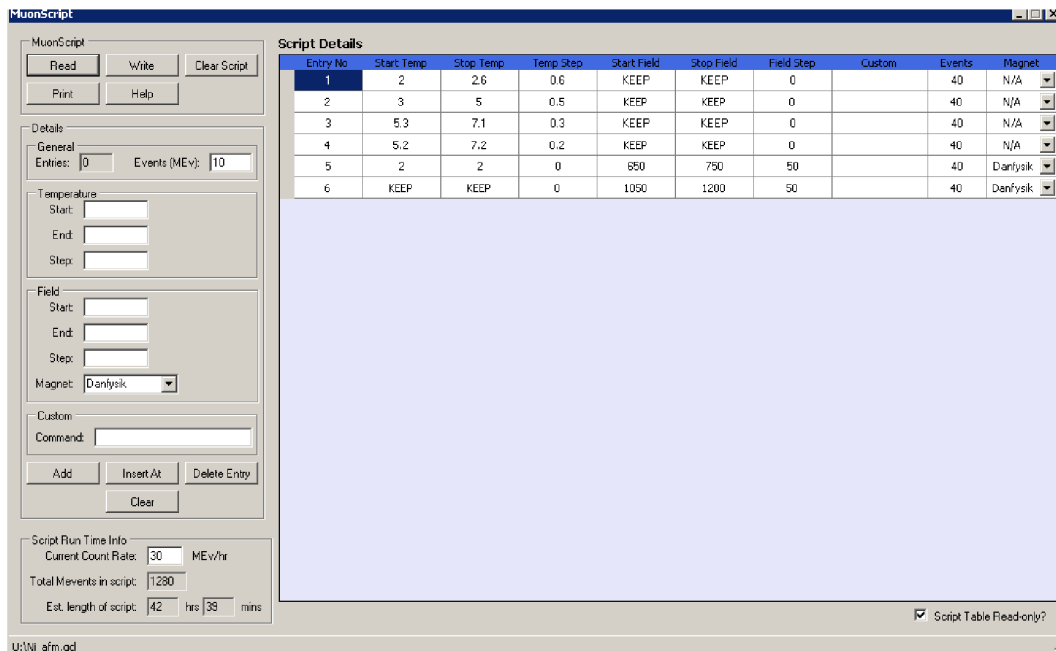 MuonScript
MuonScript
Read Write Clear Script
Print Help
Details
General
Entries: 0 Events (MEv): 10
Temperature
Start:
End:
Step:
Field
Start:
End:
Step:
Magnet: Danfysik
Custom
Command:
Add Insert At Delete Entry
Clear
Script Run Time Info
Current Count Rate: 30 MEv/hr
Total Mevents in script: 1280
Est. length of script: 42 hrs 39 mins
Script Details
Entry No Start Temp Stop Temp Temp Step Start Field Stop Field Field Step Custom Events Magnet
1 2 2.6 0.6 KEEP KEEP 0 40 N/A
2 3 5 0.5 KEEP KEEP 0 40 N/A
3 5.3 7.1 0.3 KEEP KEEP 0 40 N/A
4 5.2 7.2 0.2 KEEP KEEP 0 40 N/A
5 2 2 0 650 750 50 40 Danfysik
6 KEEP KEEP 0 1050 1200 50 40 Danfysik
Script Table Read-only?
U:\Ni_afm.gd